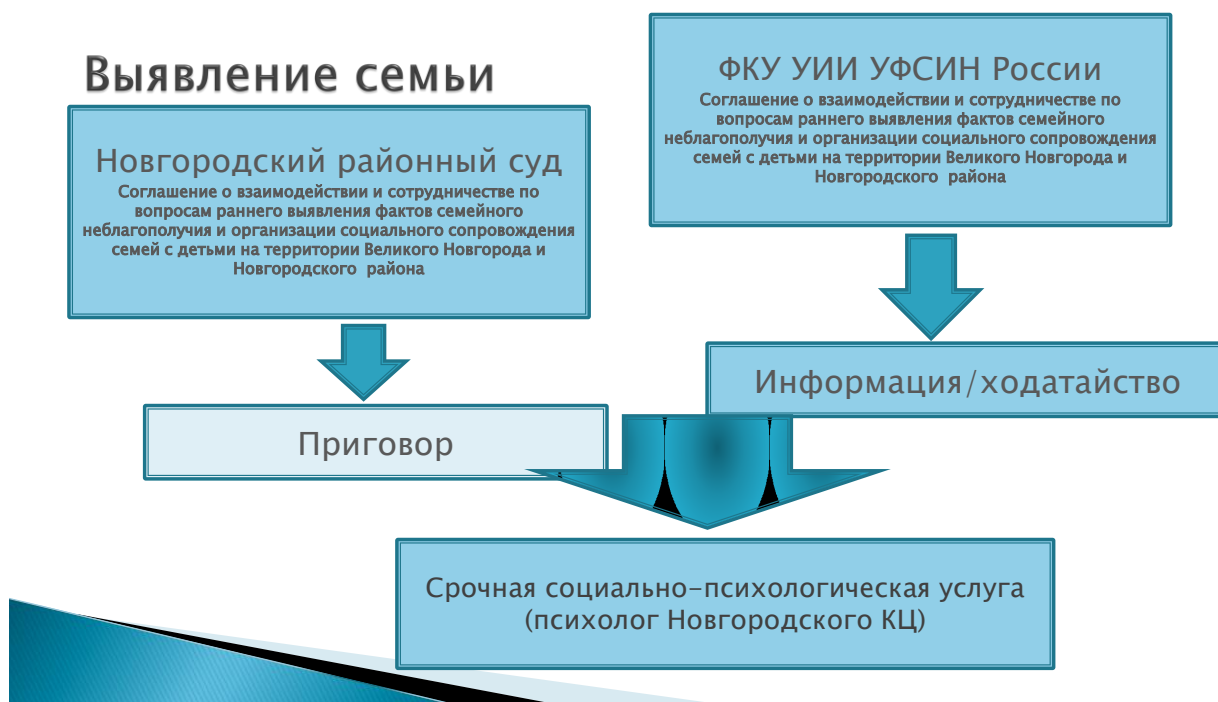 Выявление семьи
Новгородский районный суд
Соглашение о взаимодействии и сотрудничестве по
вопросам раннего выявления фактов семейного
неблагополучия и организации социального сопровождения
семей с детьми на территории Великого Новгорода и
Новгородского района
ФКУ УИИ УФСИН России
Соглашение о взаимодействии и сотрудничестве по
вопросам раннего выявления фактов семейного
неблагополучия и организации социального сопровождения
семей с детьми на территории Великого Новгорода и
Новгородского района
Приговор
Информация/ходатайство
Срочная социально-психологическая услуга
(психолог Новгородского КЦ)